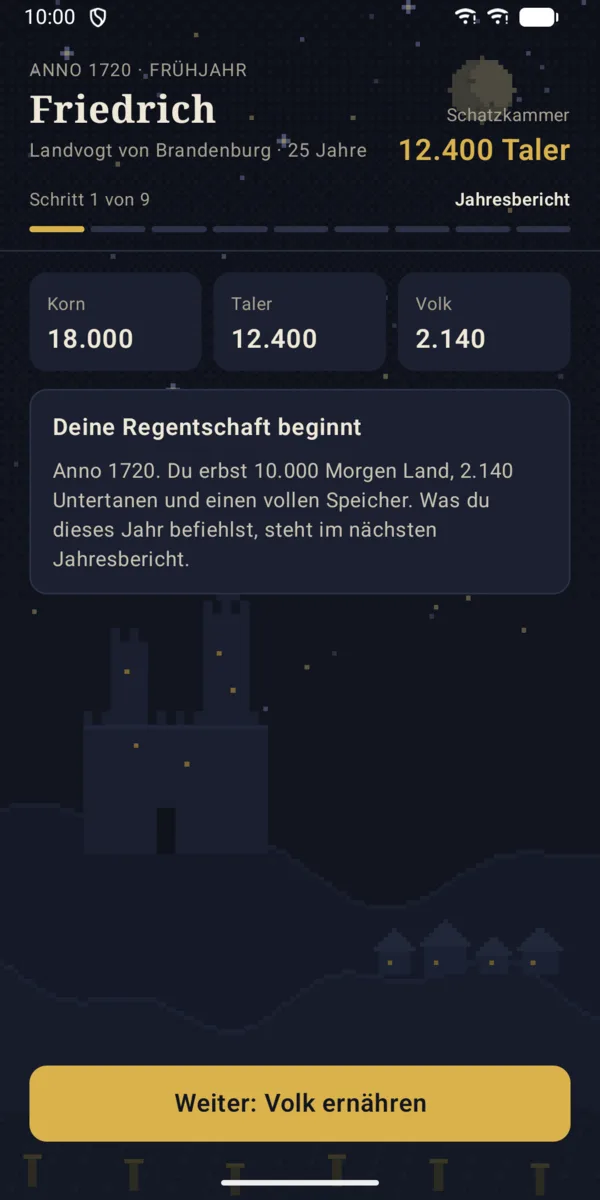 10:00
ANNO 1720 · FRÜHJAHR
Friedrich
Schatzkammer
Landvogt von Brandenburg · 25 Jahre
12.400 Taler
Schritt 1 von 9
Jahresbericht
Korn
18.000
Taler
12.400
Volk
2.140
Deine Regentschaft beginnt
Anno 1720. Du erbst 10.000 Morgen Land, 2.140
Untertanen und einen vollen Speicher. Was du
dieses Jahr befiehlst, steht im nächsten
Jahresbericht.
Weiter: Volk ernähren